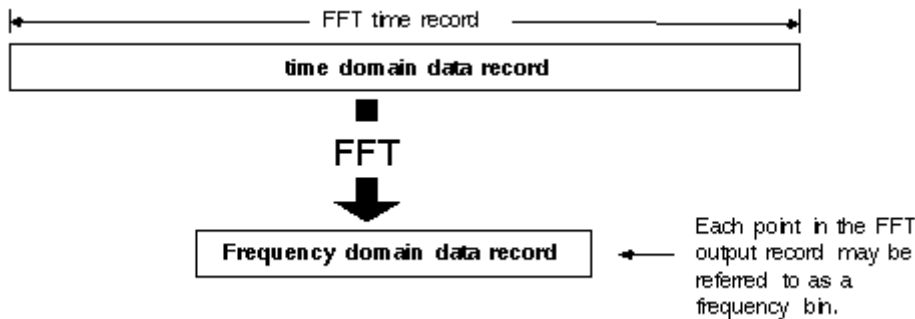 FFT time record
time domain data record
FFT
Frequency domain data record
Each point in the FFT
output record may be
referred to as a
frequency bin.